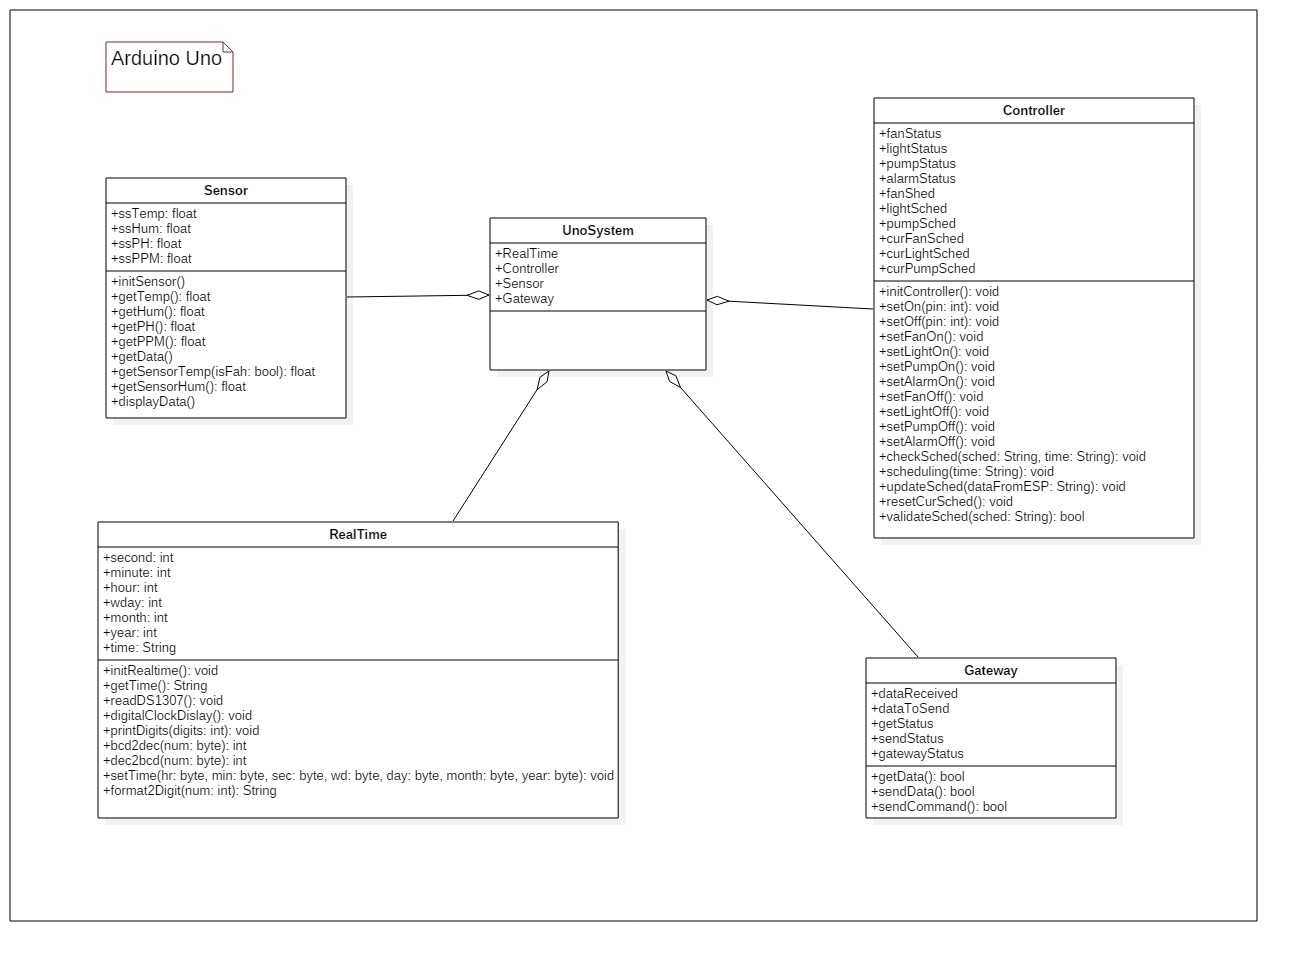 Arduino Uno
Sensor
+ssTemp: float
+ssHum: float
+ssPH: float
+ssPPM: float
+initSensor()
+getTemp(): float
+getHum(): float
+getPH(): float
+getPPM(): float
+getData()
+getSensorTemp(isFah: bool): float
+getSensorHum(): float
+displayData()
UnoSystem
+RealTime
+Controller
+Sensor
+Gateway
Controller
+fanStatus
+lightStatus
+pumpStatus
+alarmStatus
+fanShed
+lightSched
+pumpSched
+curFanSched
+curLightSched
+curPumpSched
+initController(): void
+setOn(pin: int): void
+setOff(pin: int): void
+setFanOn(): void
+setLightOn(): void
+setPumpOn(): void
+setAlarmOn(): void
+setFanOff(): void
+setLightOff(): void
+setPumpOff(): void
+setAlarmOff(): void
+checkSched(sched: String, time: String): void
+scheduling(time: String): void
+updateSched(dataFromESP: String): void
+resetCurSched(): void
+validateSched(sched: String): bool
RealTime
+second: int
+minute: int
+hour: int
+wday: int
+month: int
+year: int
+time: String
+initRealtime(): void
+getTime(): String
+readDS1307(): void
+digitalClockDislay(): void
+printDigits(digits: int): void
+bcd2dec(num: byte): int
+dec2bcd(num: byte): int
+setTime(hr: byte, min: byte, sec: byte, wd: byte, day: byte, month: byte, year: byte): void
+format2Digit(num: int): String
Gateway
+dataReceived
+dataToSend
+getStatus
+sendStatus
+gatewayStatus
+getData(): bool
+sendData(): bool
+sendCommand(): bool